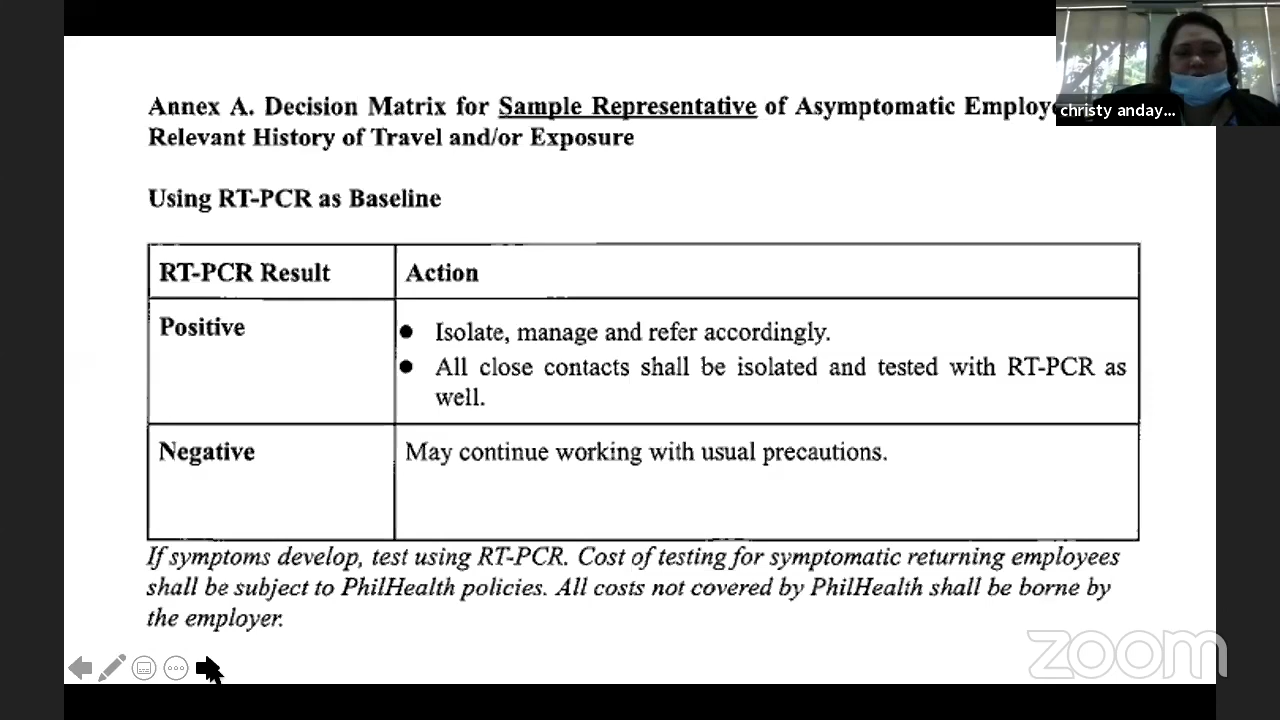 christy anday...
Annex A. Decision Matrix for Sample Representative of Asymptomatic
Relevant History of Travel and/or Exposure
Using RT-PCR as Baseline
RT-PCR Result
Action
Positive
● Isolate, manage and refer accordingly.
● All close contacts shall be isolated and tested with RT-PCR as
well.
Negative
May continue working with usual precautions.
If symptoms develop, test using RT-PCR. Cost of testing for symptomatic returning employees
shall be subject to PhilHealth policies. All costs not covered by PhilHealth shall be borne by
the employer.
zoom